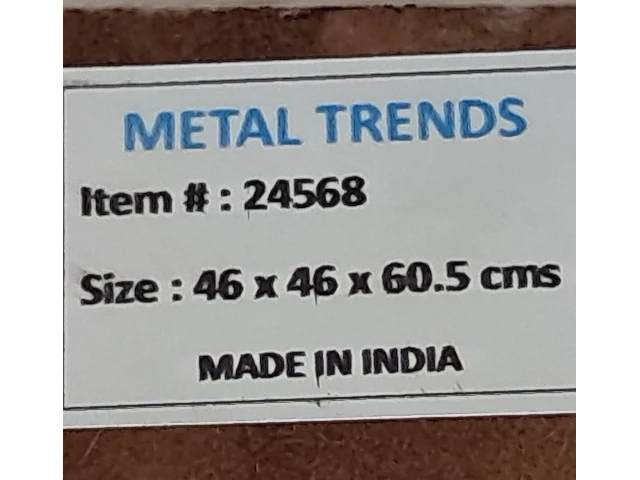 METAL TRENDS
Item # : 24568
Size : 46 x 46 x 60.5 cms
MADE IN INDIA